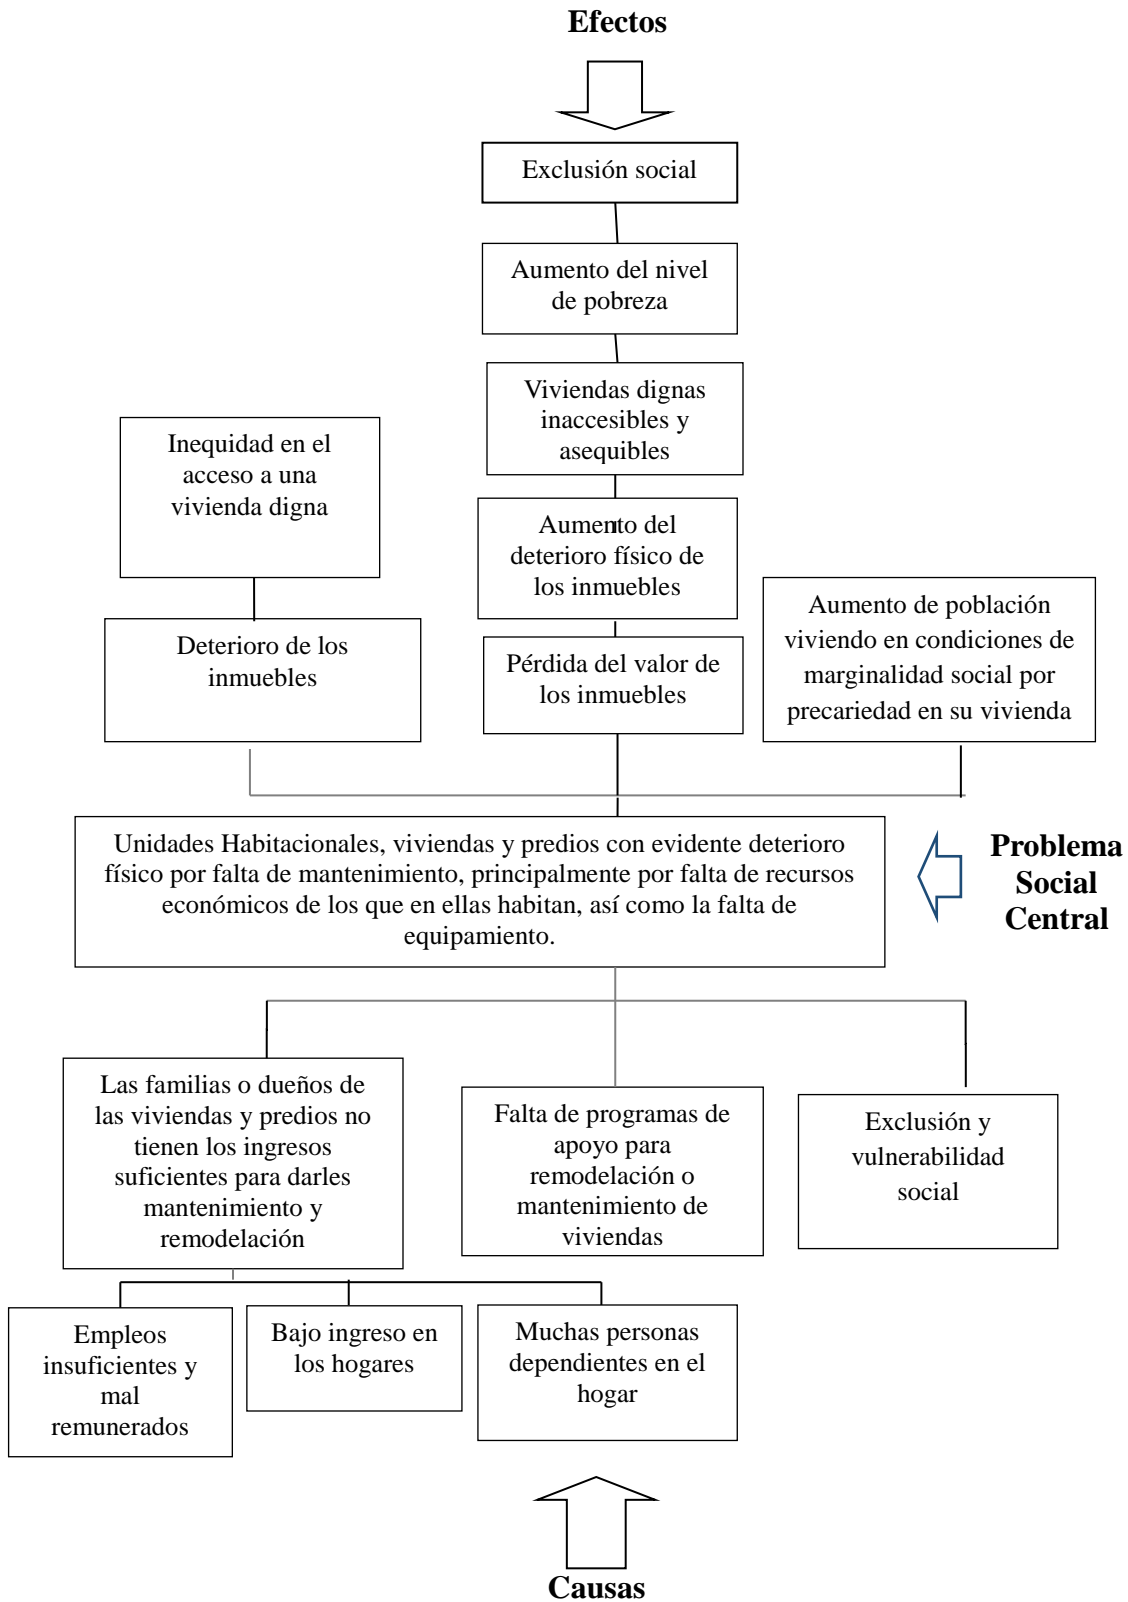 Efectos
Exclusión social
Aumento del nivel
de pobreza
Viviendas dignas
inaccesibles y
asequibles
Inequidad en el
acceso a una
vivienda digna
Aumento del
deterioro físico de
los inmuebles
Aumento de población
viviendo en condiciones de
marginalidad social por
precariedad en su vivienda
Deterioro de los
inmuebles
Pérdida del valor de
los inmuebles
Unidades Habitacionales, viviendas y predios con evidente deterioro
físico por falta de mantenimiento, principalmente por falta de recursos
económicos de los que en ellas habitan, así como la falta de
equipamiento.
Problema
Social
Central
Las familias o dueños de
las viviendas y predios no
tienen los ingresos
suficientes para darles
mantenimiento y
remodelación
Falta de programas de
apoyo para
remodelación o
mantenimiento de
viviendas
Exclusión y
vulnerabilidad
social
Empleos
insuficientes y
mal
remunerados
Bajo ingreso en
los hogares
Muchas personas
dependientes en el
hogar
Causas